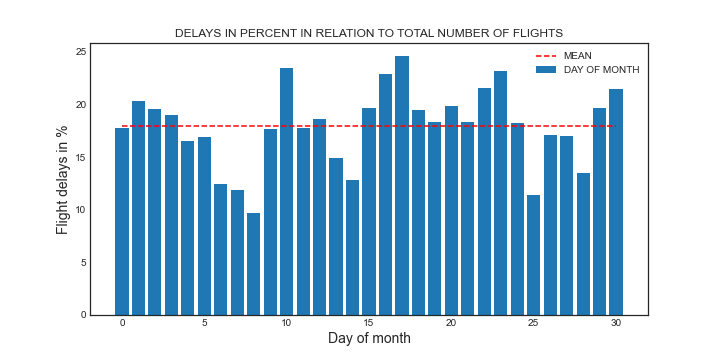 DELAYS IN PERCENT IN RELATION TO TOTAL NUMBER OF FLIGHTS
MEAN
DAY OF MONTH
Flight delays in %
25
20
15
10
5
0
0 5 10 15 20 25 30
Day of month